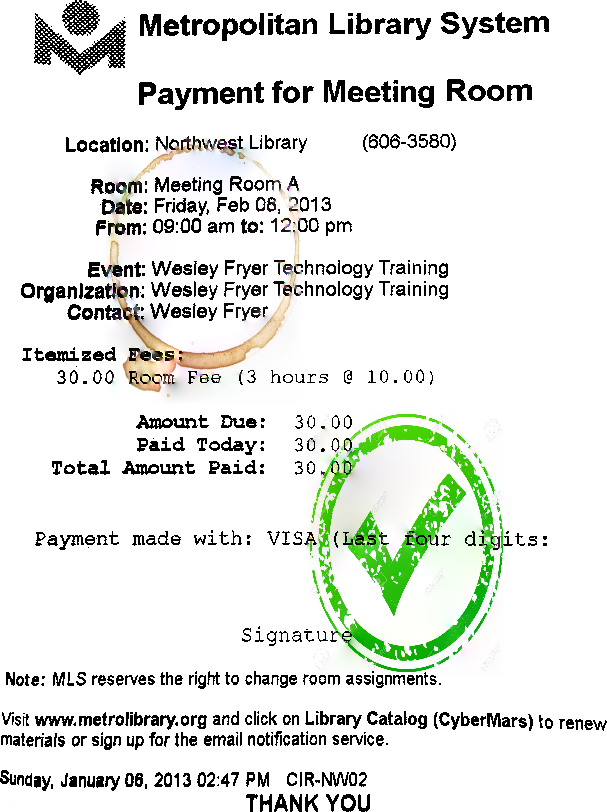 Metropolitan Library System
Payment for Meeting Room
Location: Northwest Library (606-3580)
Room: Meeting Room A
Date: Friday, Feb 08, 2013
From: 09:00 am to: 12:00 pm
Event: Wesley Fryer Technology Training
Organization: Wesley Fryer Technology Training
Contact: Wesley Fryer
Itemized Fees:
30.00 Room Fee (3 hours @ 10.00)
Amount Due: 30.00
Paid Today: 30.00
Total Amount Paid: 30.00
Payment made with: VISA (Last four digits:
Signature
Note: MLS reserves the right to change room assignments.
Visit www.metrolibrary.org and click on Library Catalog (CyberMars) to renew
materials or sign up for the email notification service.
Sunday, January 06, 2013 02:47 PM CIR-NW02
THANK YOU